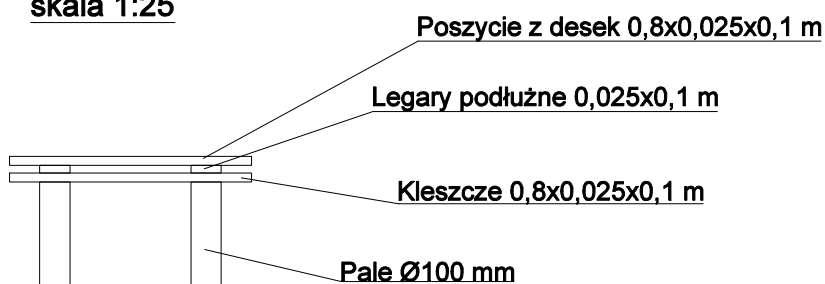 skala 1:25
Poszycie z desek 0,8x0,025x0,1 m
Legary podłużne 0,025x0,1 m
Kleszcze 0,8x0,025x0,1 m
Pale Ø100 mm